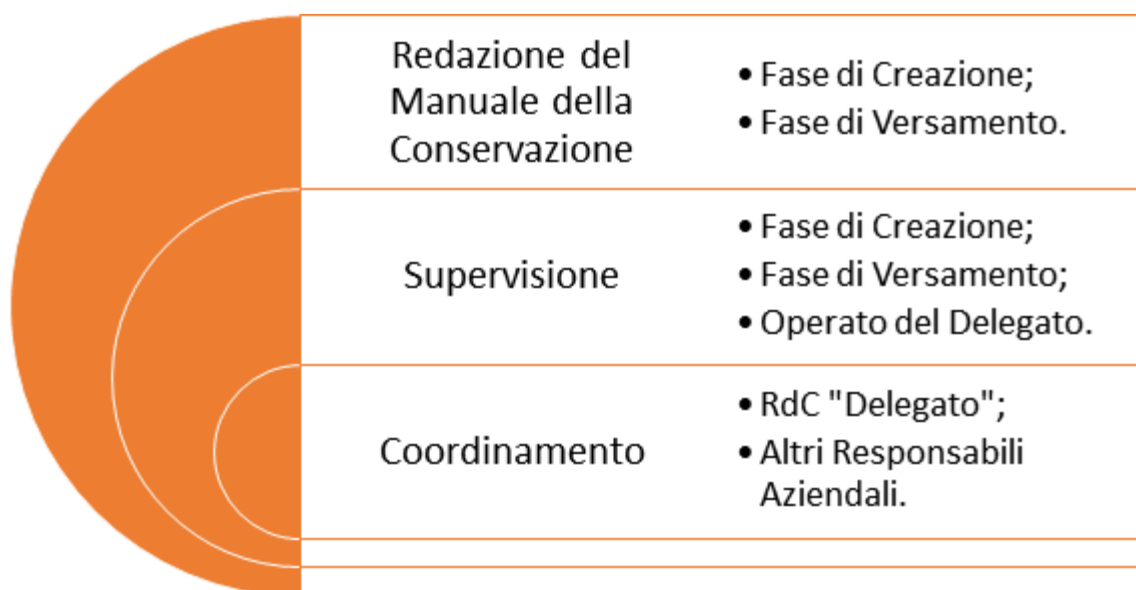 Redazione del
Manuale della
Conservazione
• Fase di Creazione;
• Fase di Versamento.
Supervisione
• Fase di Creazione;
• Fase di Versamento;
• Operato del Delegato.
Coordinamento
• RdC "Delegato";
• Altri Responsabili
Aziendali.